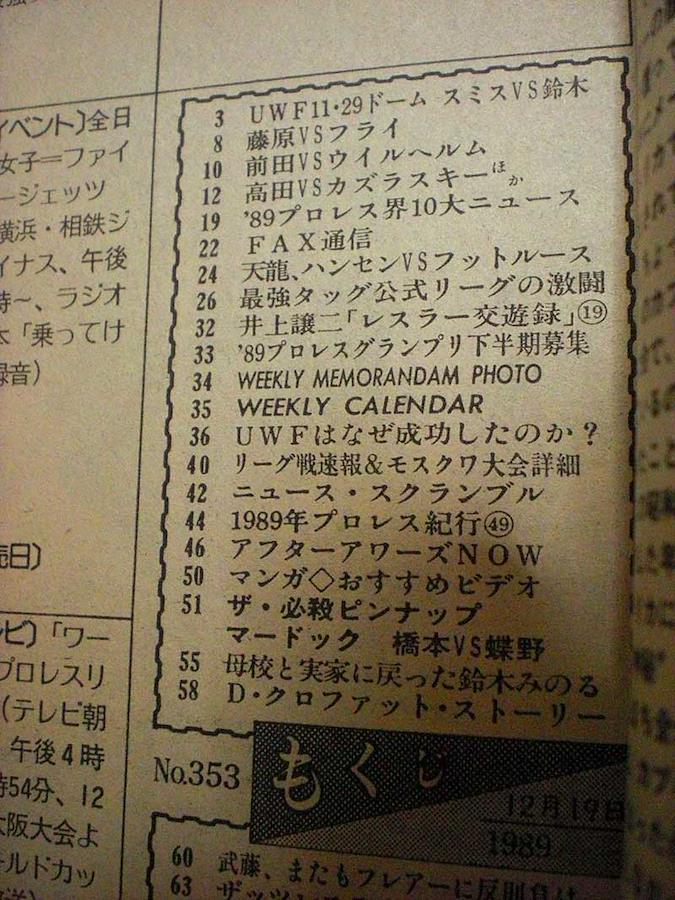 イベント〕全日
女子=ファイ
ージェッツ
横浜・相鉄ジ
イナス、午後
時~、ラジオ
本「乗ってけ
録音)
売日)
レビ〕「ワー
プロレスリ
(テレビ朝
午後4時
時54分、12
大阪大会よ
ールドカッ
3 UWF11・29ドーム スミスVS鈴木
8 藤原VSフライ
10 前田VSウイルヘルム
12 高田VSカズラスキーほか
19 '89プロレス界10大ニュース
22 FAX通信
24 天龍、ハンセンVSフットルース
26 最強タッグ公式リーグの激闘
32 井上譲二「レスラー交遊録」⑲
33 '89プロレスグランプリ下半期募集
34 WEEKLY MEMORANDAM PHOTO
35 WEEKLY CALENDAR
36 UWFはなぜ成功したのか?
40 リーグ戦速報&モスクワ大会詳細
42 ニュース・スクランブル
44 1989年プロレス紀行㊾
46 アフターアワーズNOW
50 マンガ◇おすすめビデオ
51 ザ・必殺ピンナップ
マードック 橋本VS蝶野
55 母校と実家に戻った鈴木みのる
58 D・クロファット・ストーリー
No.353
もくじ
12月19日
1989
60 武藤、またもフレアーに反則負け
63